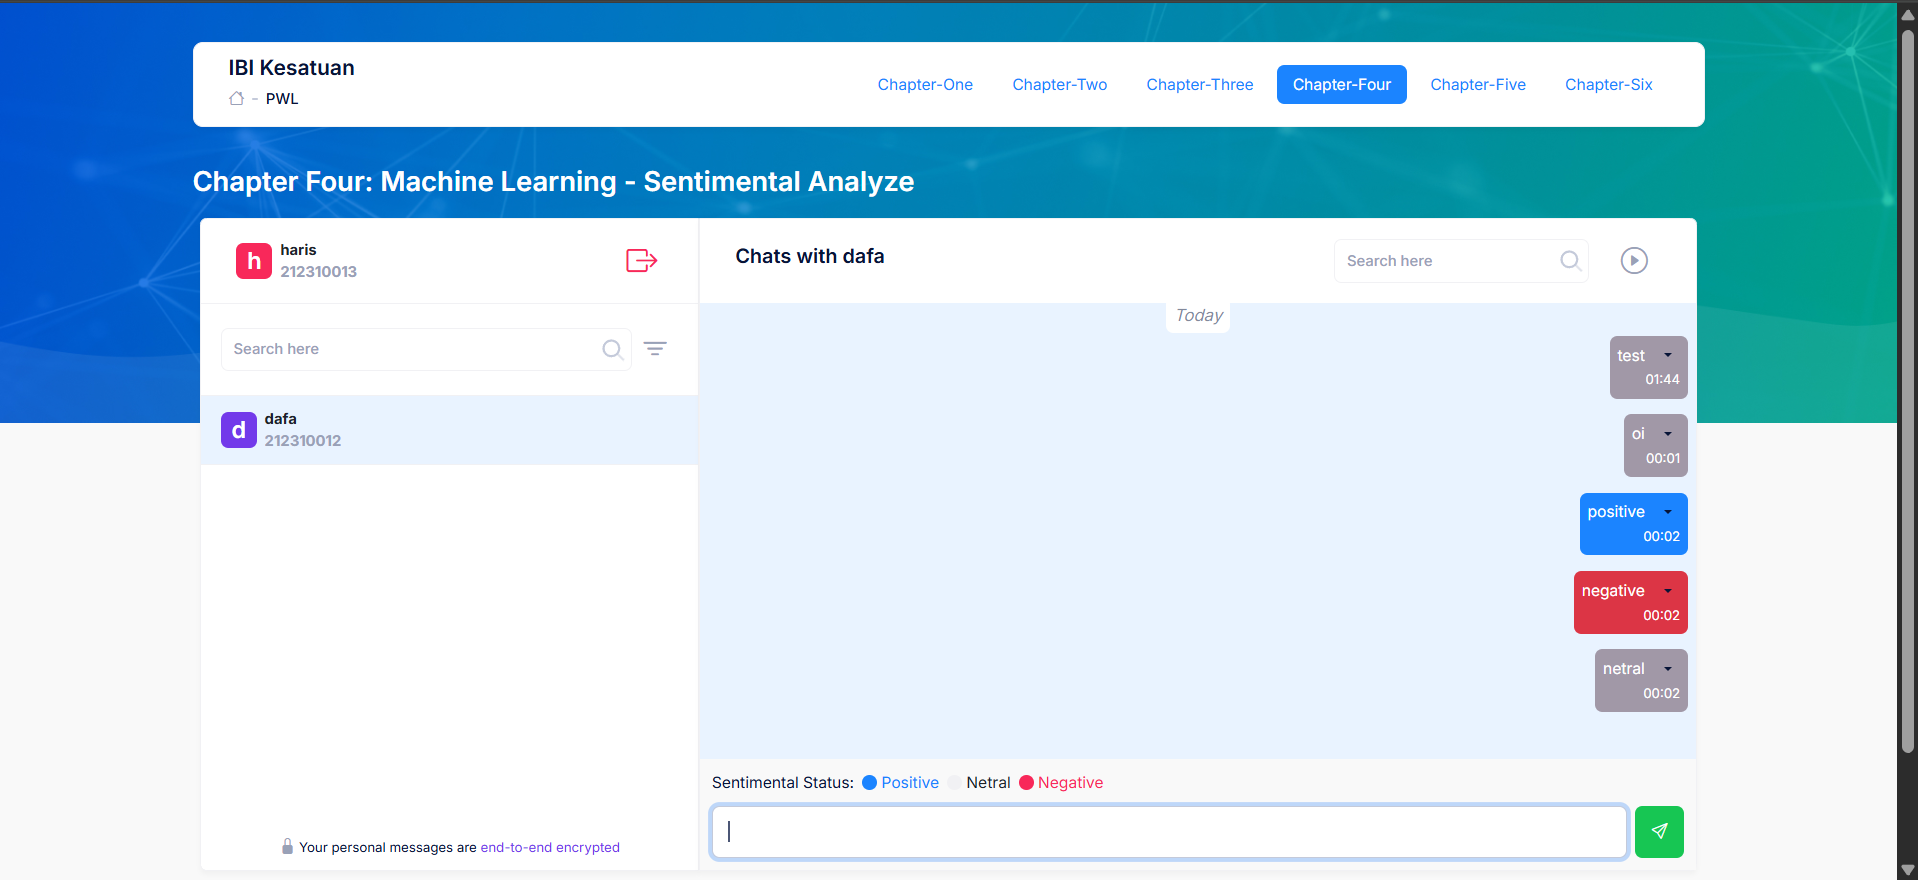 IBI Kesatuan
- PWL
Chapter-One Chapter-Two Chapter-Three Chapter-Four Chapter-Five Chapter-Six
Chapter Four: Machine Learning - Sentimental Analyze
h haris
212310013
Search here
d dafa
212310012
Your personal messages are end-to-end encrypted
Chats with dafa
Search here
Today
test
01:44
oi
00:01
positive
00:02
negative
00:02
netral
00:02
Sentimental Status: Positive Netral Negative